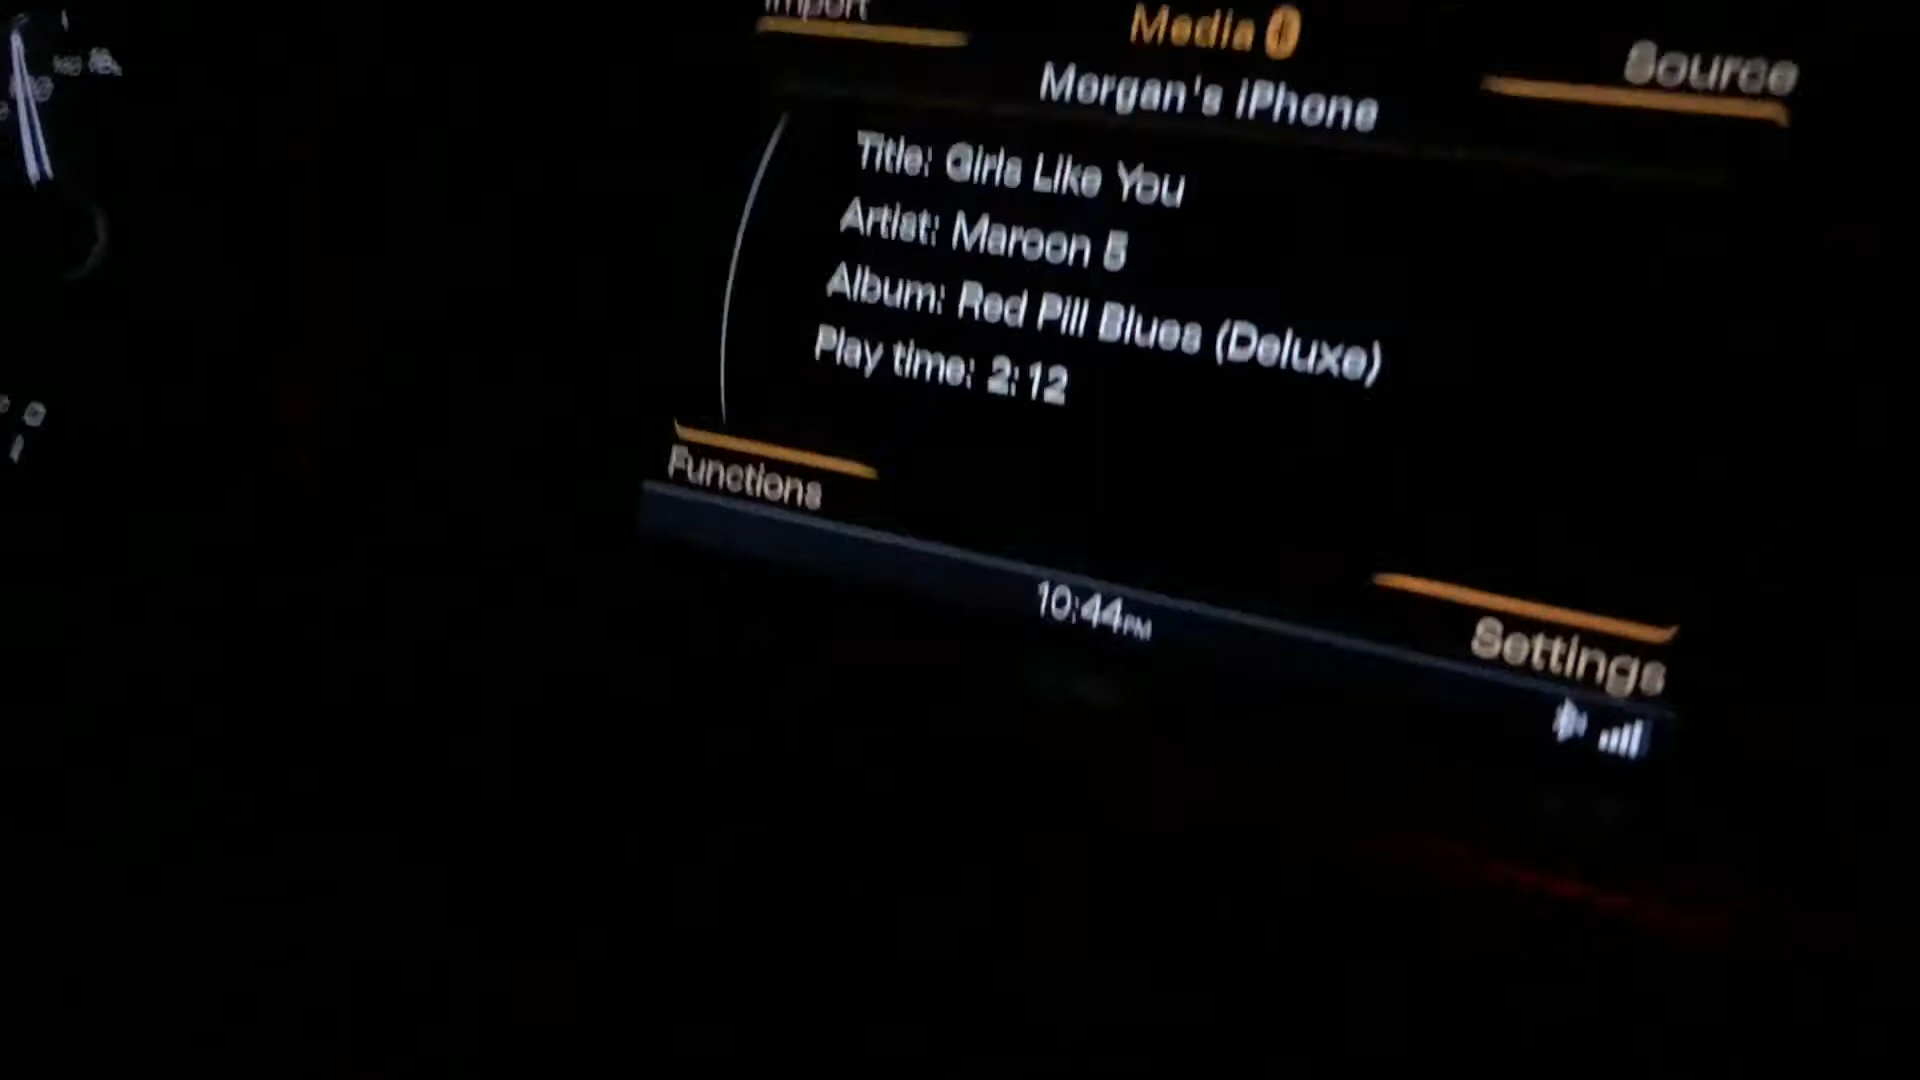 Import
Media
Source
Morgan's iPhone
Title: Girls Like You
Artist: Maroon 5
Album: Red Pill Blues (Deluxe)
Play time: 2:12
Functions
10:44PM
Settings